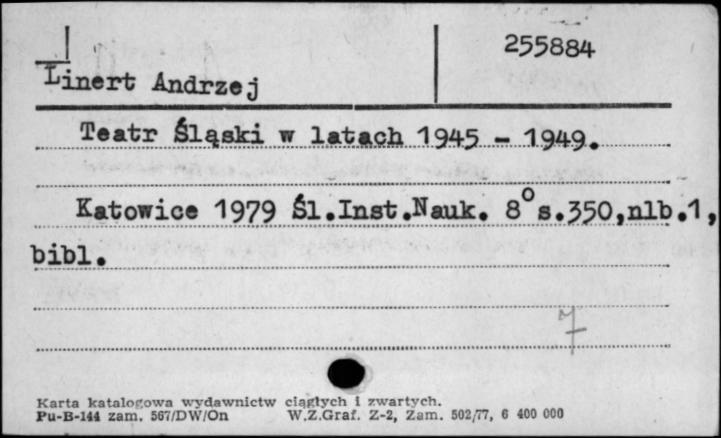 255884
Linert Andrzej
Teatr Śląski w latach 1945 - 1949.
Katowice 1979 Śl.Inst.Nauk. 8° s.350,nlb.1,
bibl.
Karta katalogowa wydawnictw ciągłych i zwartych.
Pu-B-144 zam. 567/DW/On W.Z.Graf. Z-2, Zam. 502/77, 6 400 000